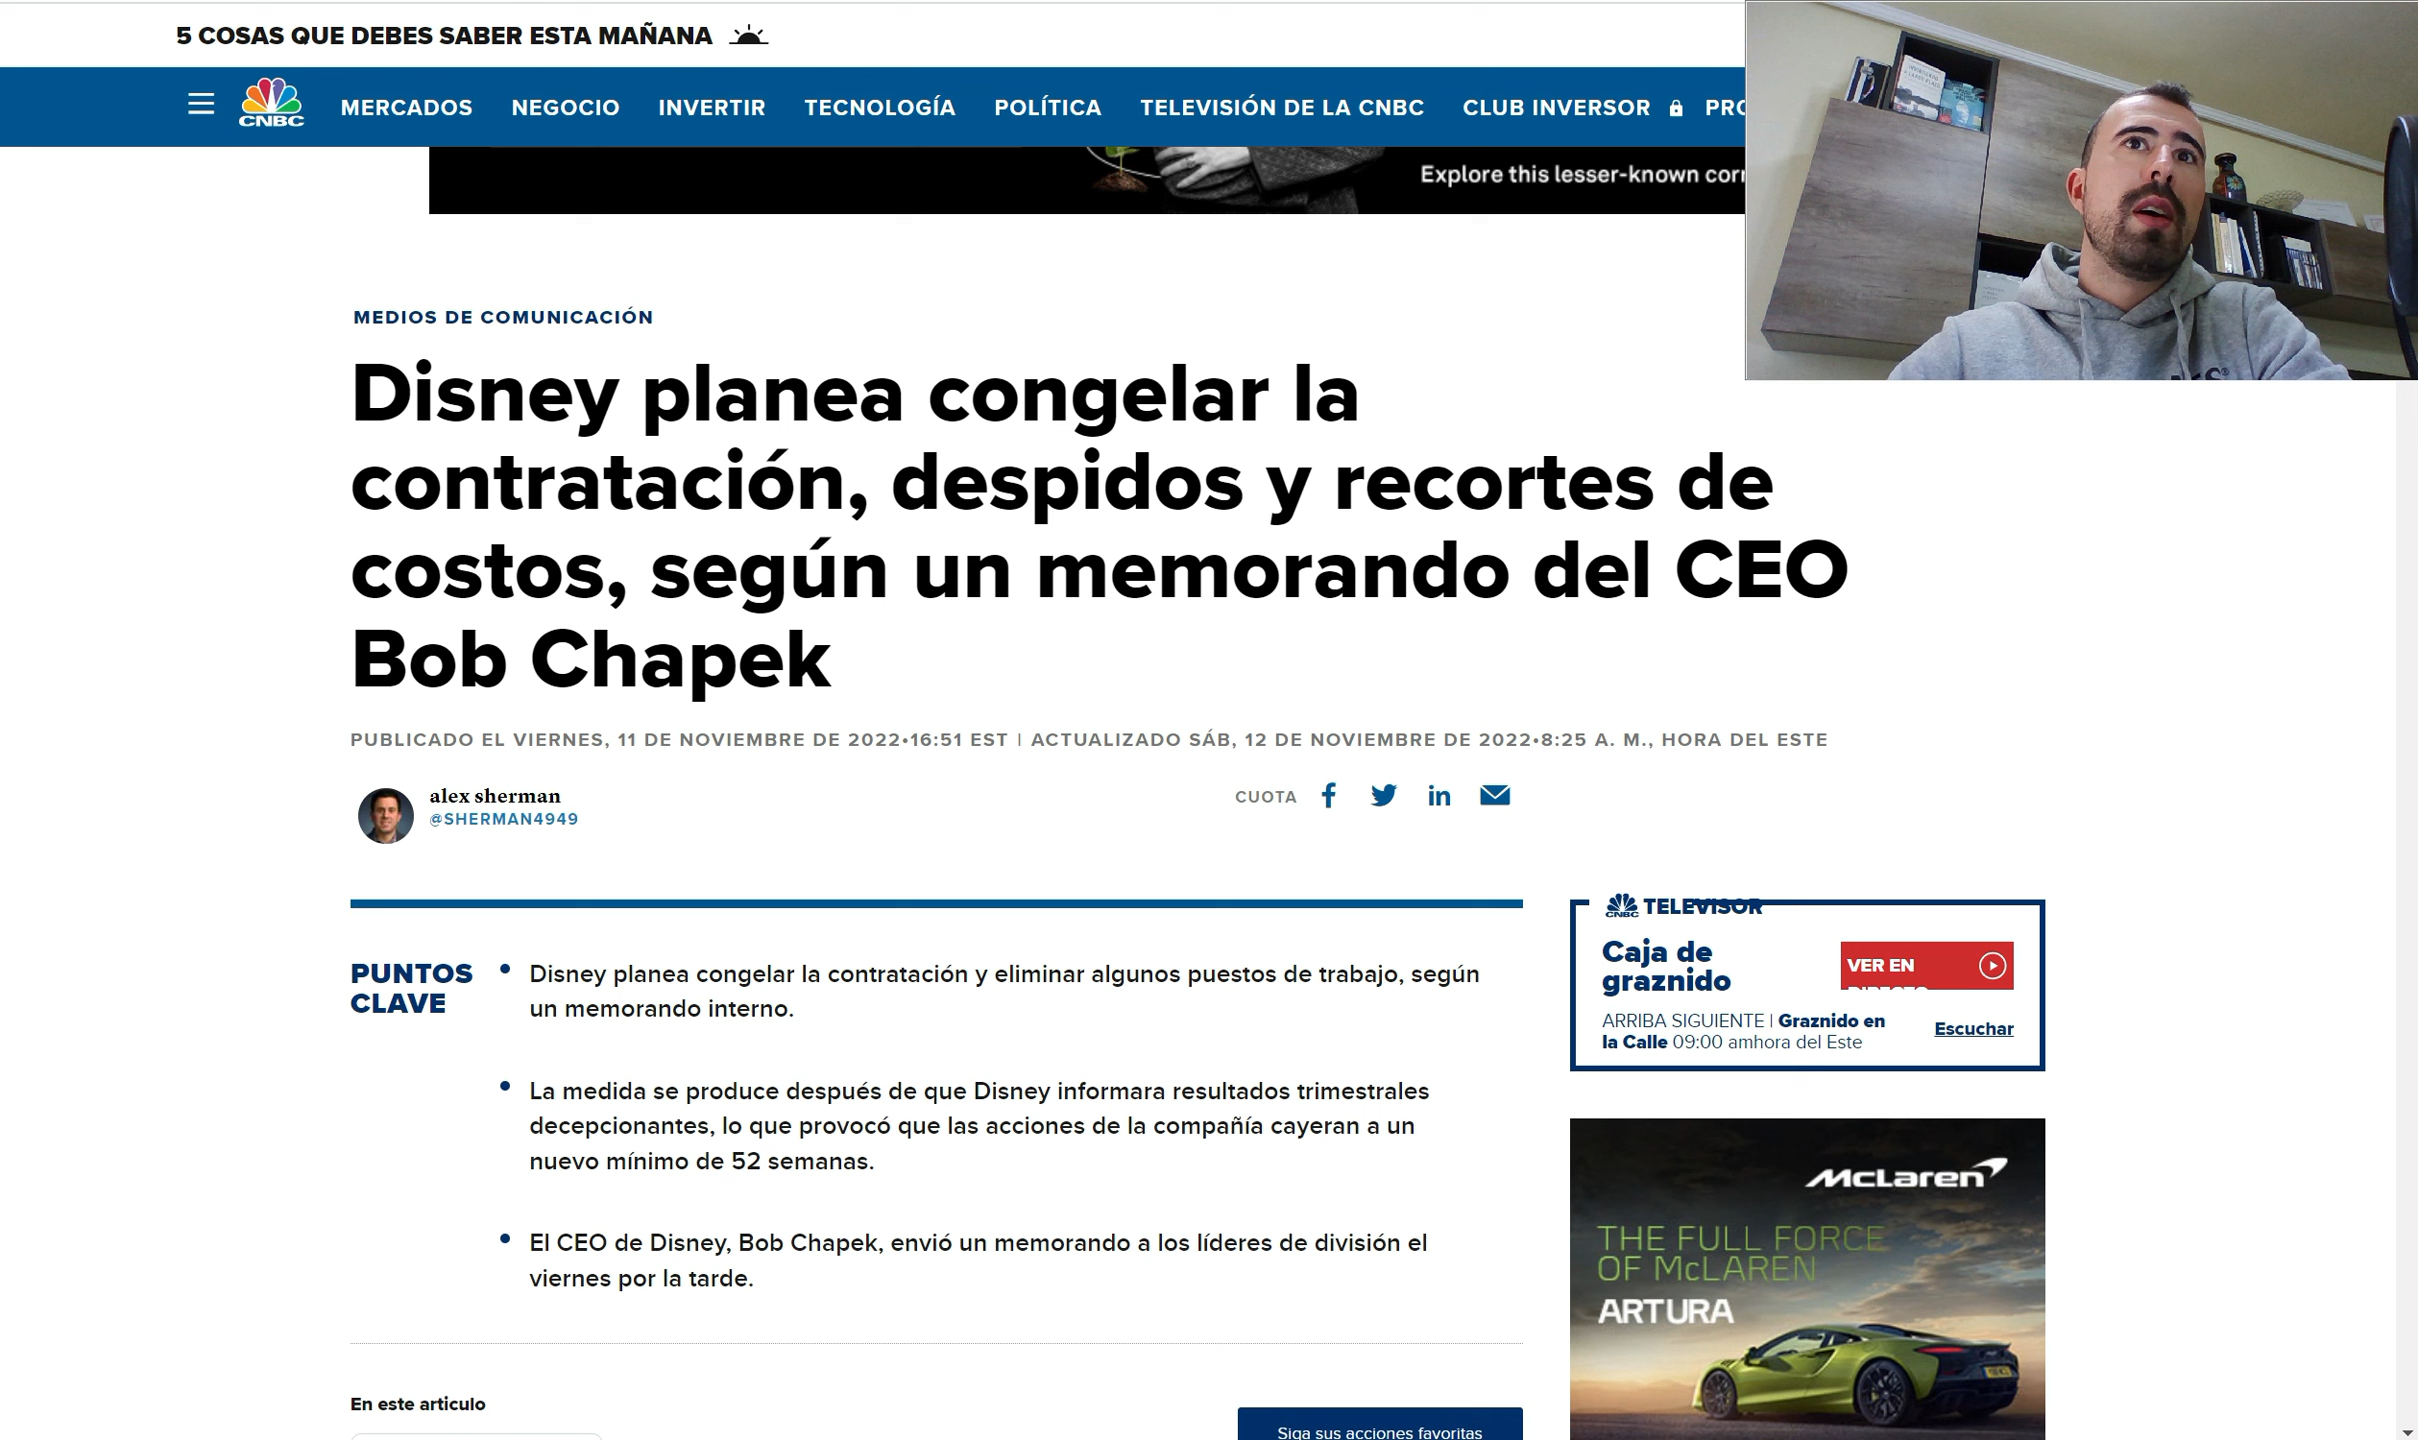 5 COSAS QUE DEBES SABER ESTA MAÑANA
CNBC
MERCADOS NEGOCIO INVERTIR TECNOLOGÍA POLÍTICA TELEVISIÓN DE LA CNBC CLUB INVERSOR
Explore this lesser-known
MEDIOS DE COMUNICACIÓN
Disney planea congelar la
contratación, despidos y recortes de
costos, según un memorando del CEO
Bob Chapek
PUBLICADO EL VIERNES, 11 DE NOVIEMBRE DE 2022•16:51 EST | ACTUALIZADO SÁB, 12 DE NOVIEMBRE DE 2022•8:25 A. M., HORA DEL ESTE
alex sherman
@SHERMAN4949
CUOTA
PUNTOS
CLAVE
Disney planea congelar la contratación y eliminar algunos puestos de trabajo, según
un memorando interno.
La medida se produce después de que Disney informara resultados trimestrales
decepcionantes, lo que provocó que las acciones de la compañía cayeran a un
nuevo mínimo de 52 semanas.
El CEO de Disney, Bob Chapek, envió un memorando a los líderes de división el
viernes por la tarde.
En este articulo
Siga sus acciones favoritas
CNBC TELEVISOR
Caja de
graznido
VER EN
DIRECTO
ARRIBA SIGUIENTE | Graznido en
la Calle 09:00 amhora del Este
Escuchar
McLaren
THE FULL FORCE
OF McLAREN
ARTURA